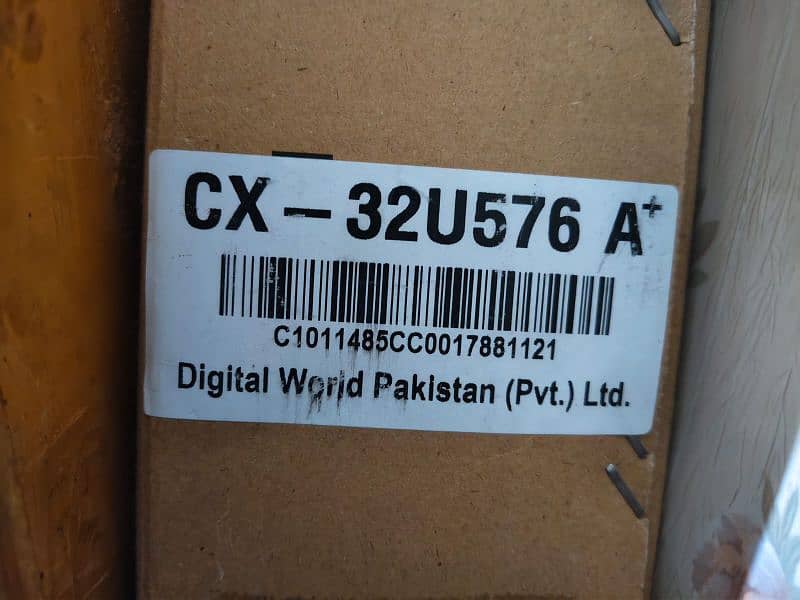 CX-32U576 A+
C1011485CC0017881121
Digital World Pakistan (Pvt.) Ltd.